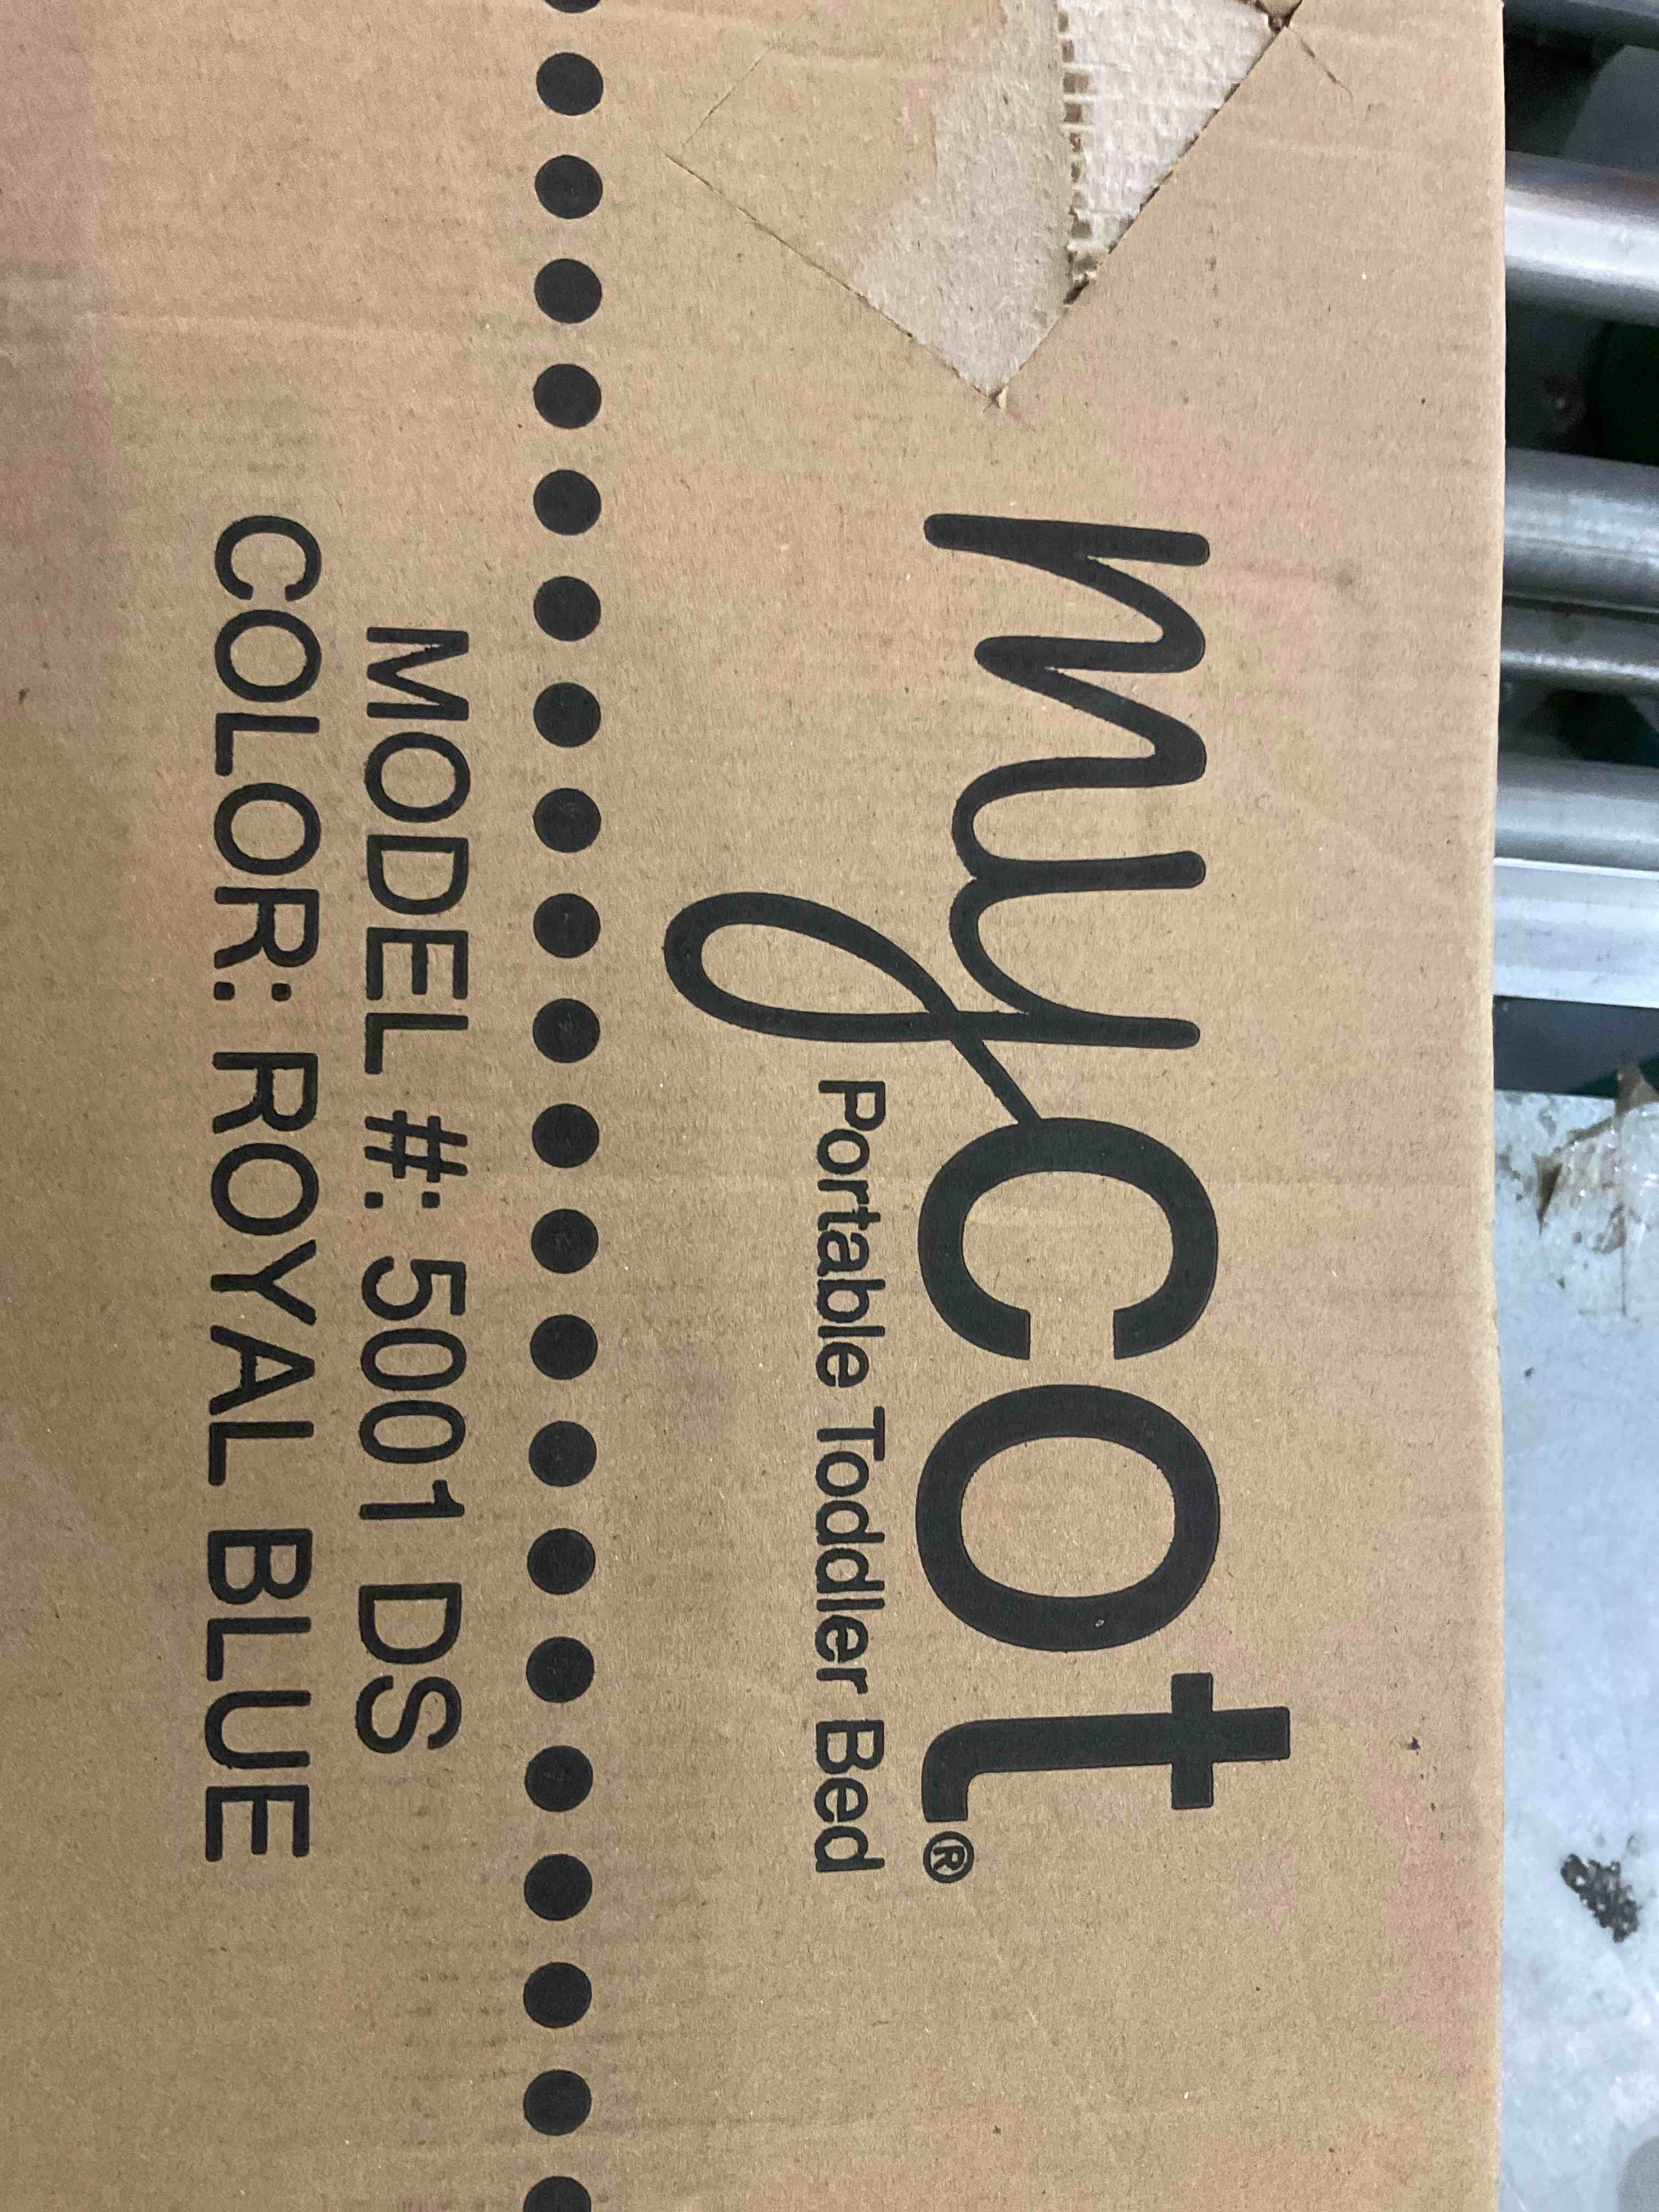 mycot®
Portable Toddler Bed
MODEL #: 5001 DS
COLOR: ROYAL BLUE